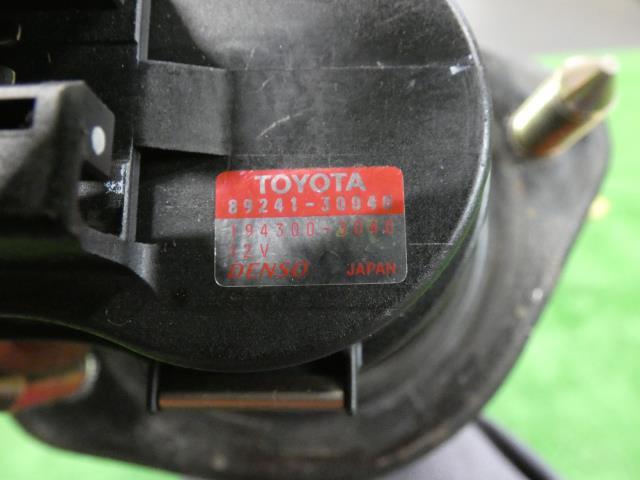 TOYOTA
89241-30040
194300-3040
12V
DENSO JAPAN